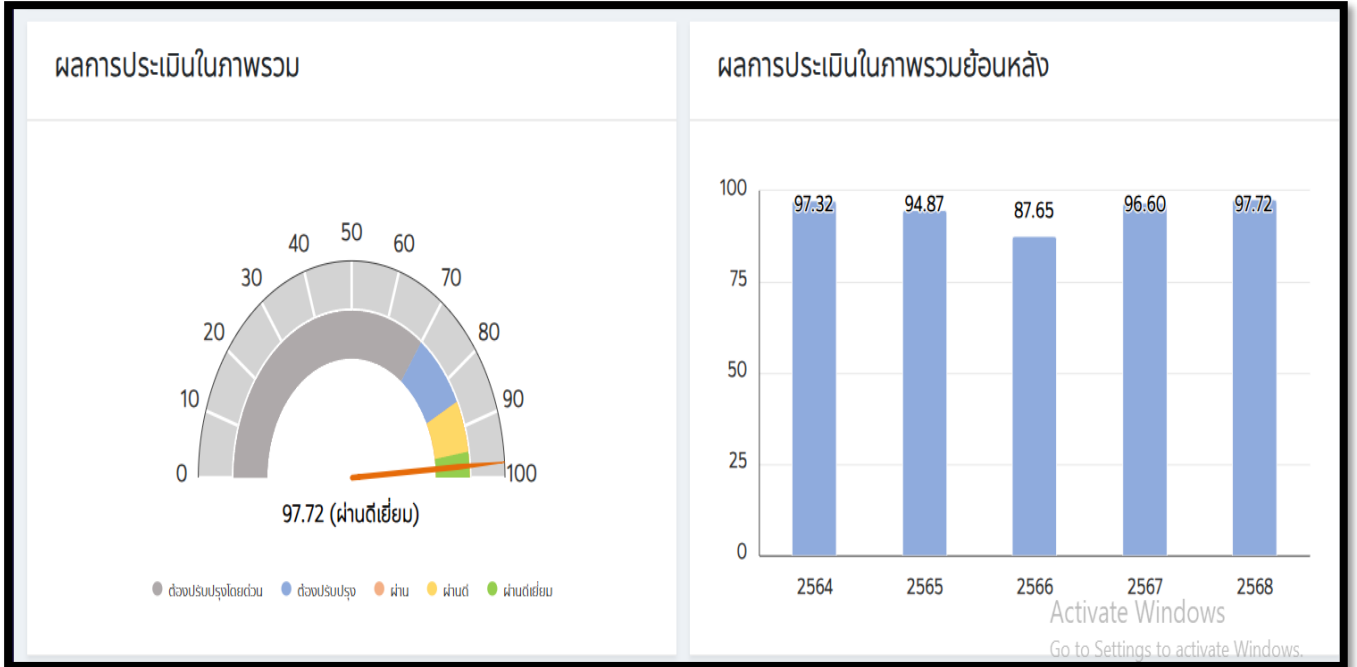 ผลการประเมินในภาพรวม
0
10
20
30
40
50
60
70
80
90
100
97.72 (ผ่านดีเยี่ยม)
ต้องปรับปรุงโดยด่วน ต้องปรับปรุง ผ่าน ผ่านดี ผ่านดีเยี่ยม
ผลการประเมินในภาพรวมย้อนหลัง
100
75
50
25
0
97.32 94.87 87.65 96.60 97.72
2564 2565 2566 2567 2568
Activate Windows
Go to Settings to activate Windows.